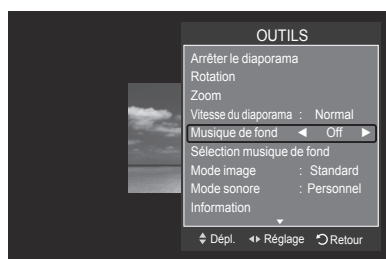 OUTILS
Arrêter le diaporama
Rotation
Zoom
Vitesse du diaporama : Normal
Musique de fond ◄ Off ►
Sélection musique de fond
Mode image : Standard
Mode sonore : Personnel
Information
Dépl. Réglage Retour